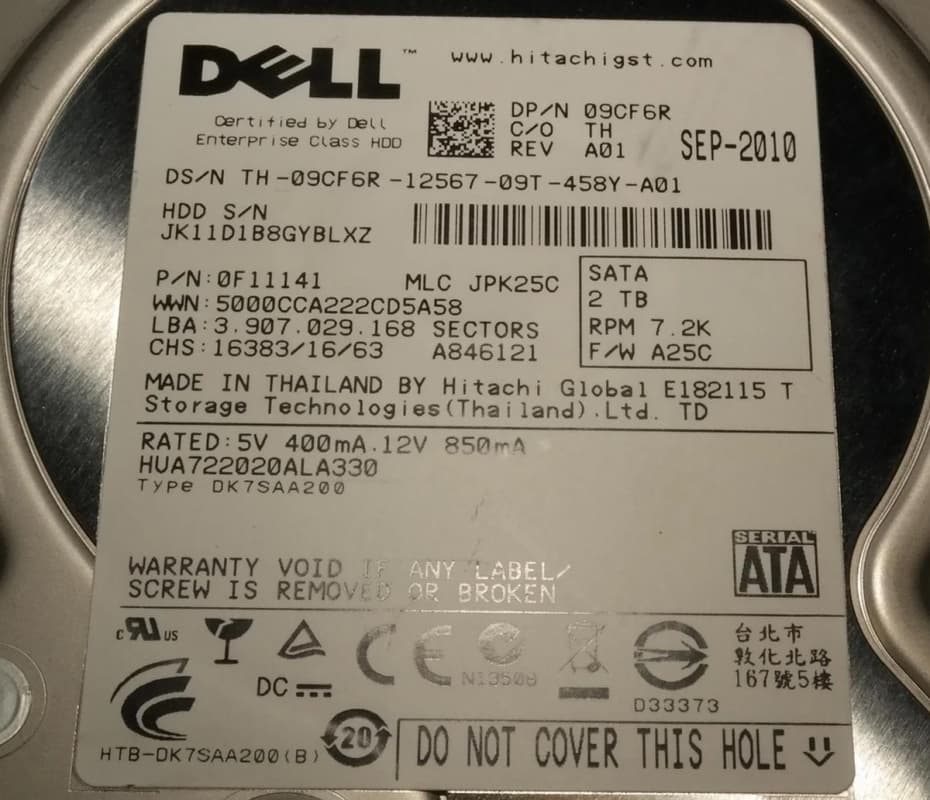 DELL™ www.hitachigst.com
Certified by Dell
Enterprise Class HDD
DP/N 09CF6R
C/O TH
REV A01 SEP-2010
DS/N TH-09CF6R-12567-09T-458Y-A01
HDD S/N
JK11D1B8GYBLXZ
P/N:0F11141 MLC JPK25C
WWN:5000CCA222CD5A58
LBA:3.907.029.168 SECTORS
CHS:16383/16/63 A846121
SATA
2 TB
RPM 7.2K
F/W A25C
MADE IN THAILAND BY Hitachi Global E182115 T
Storage Technologies(Thailand).Ltd. TD
RATED:5V 400mA.12V 850mA
HUA722020ALA330
Type DK7SAA200
WARRANTY VOID IF ANY LABEL/
SCREW IS REMOVED OR BROKEN
SERIAL
ATA
c RU US
CE
N13508
D33373
台北市
敦化北路
167號5樓
DC
HTB-DK7SAA200(B)
20
DO NOT COVER THIS HOLE